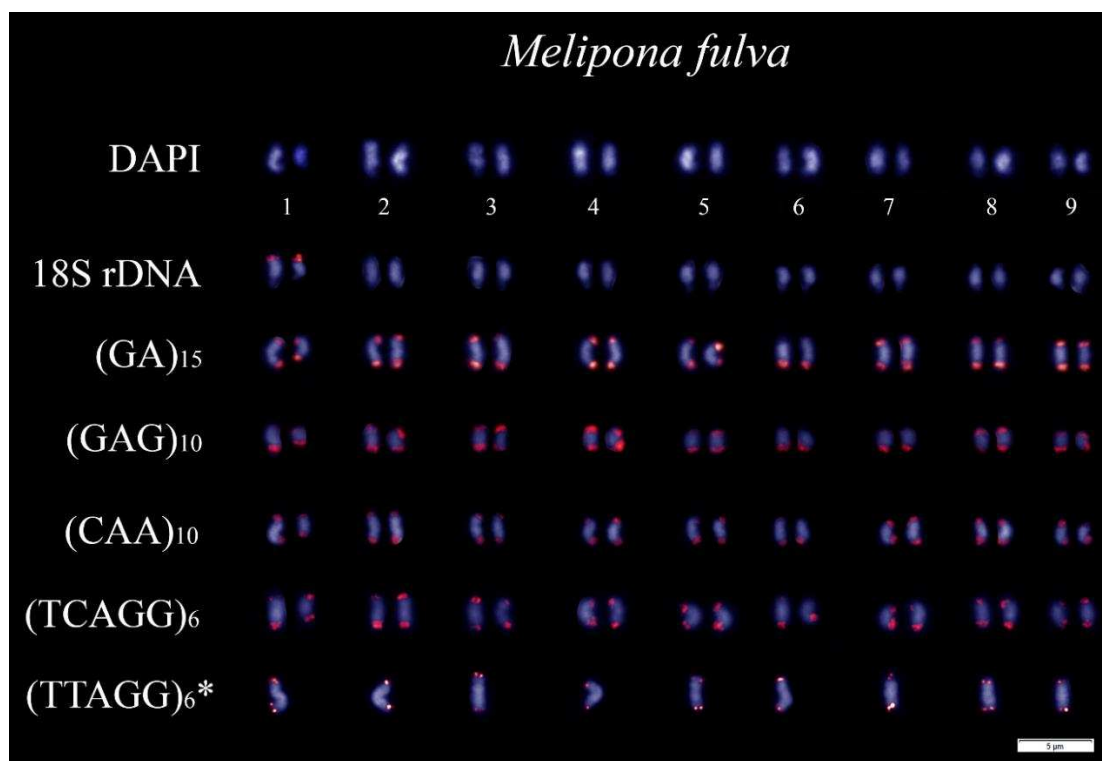 Melipona fulva
DAPI
1 2 3 4 5 6 7 8 9
18S rDNA
(GA)15
(GAG)10
(CAA)10
(TCAGG)6
(TTAGG)6*
5 µm